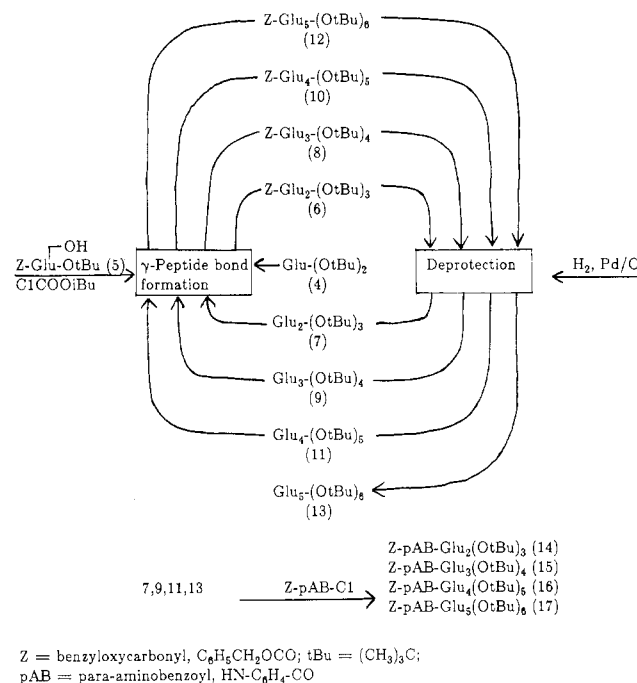 Z-Glu₅-(OtBu)₆
(12)
Z-Glu₄-(OtBu)₅
(10)
Z-Glu₃-(OtBu)₄
(8)
Z-Glu₂-(OtBu)₃
(6)
OH
Z-Glu-OtBu (5)
C1COOiBu
γ-Peptide bond
formation
Glu-(OtBu)₂
(4)
Deprotection
H₂, Pd/C
Glu₂-(OtBu)₃
(7)
Glu₃-(OtBu)₄
(9)
Glu₄-(OtBu)₅
(11)
Glu₅-(OtBu)₆
(13)
7,9,11,13
Z-pAB-C1
Z-pAB-Glu₂(OtBu)₃ (14)
Z-pAB-Glu₃(OtBu)₄ (15)
Z-pAB-Glu₄(OtBu)₅ (16)
Z-pAB-Glu₅(OtBu)₆ (17)
Z = benzyloxycarbonyl, C₆H₅CH₂OCO; tBu = (CH₃)₃C;
pAB = para-aminobenzoyl, HN-C₆H₄-CO